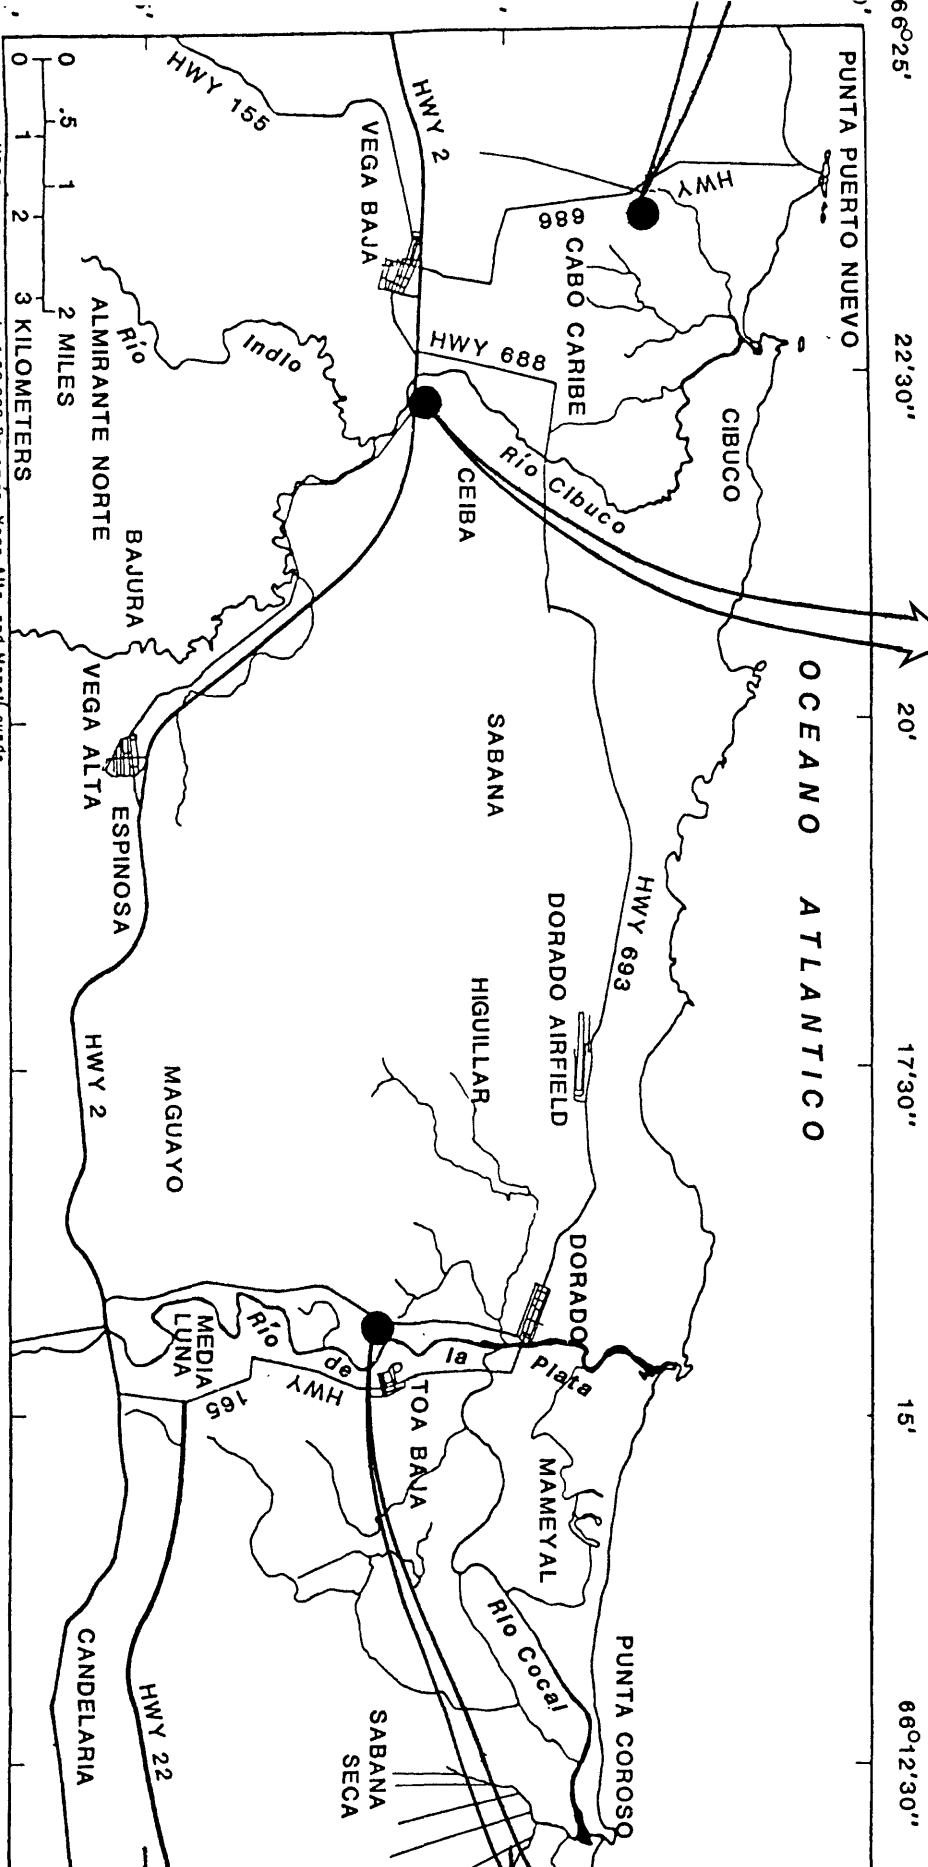 66°25'
22'30"
20'
17'30"
15'
66°12'30"
PUNTA PUERTO NUEVO
OCEANO ATLANTICO
CIBUCO
HWY
686
CABO CARIBE
HWY 688
Río Cibuco
CEIBA
SABANA
HWY 693
DORADO AIRFIELD
HIGUILLAR
DORADO
Río
de
la
Plata
MAMEYAL
PUNTA COROSO
Río Cocal
TOA BAJA
SABANA
SECA
HWY 2
VEGA BAJA
HWY 155
Río
Indio
ALMIRANTE NORTE
BAJURA
VEGA ALTA
ESPINOSA
HWY 2
MAGUAYO
MEDIA
LUNA
HWY
165
HWY 22
CANDELARIA
0 .5 1 2 MILES
0 1 2 3 KILOMETERS